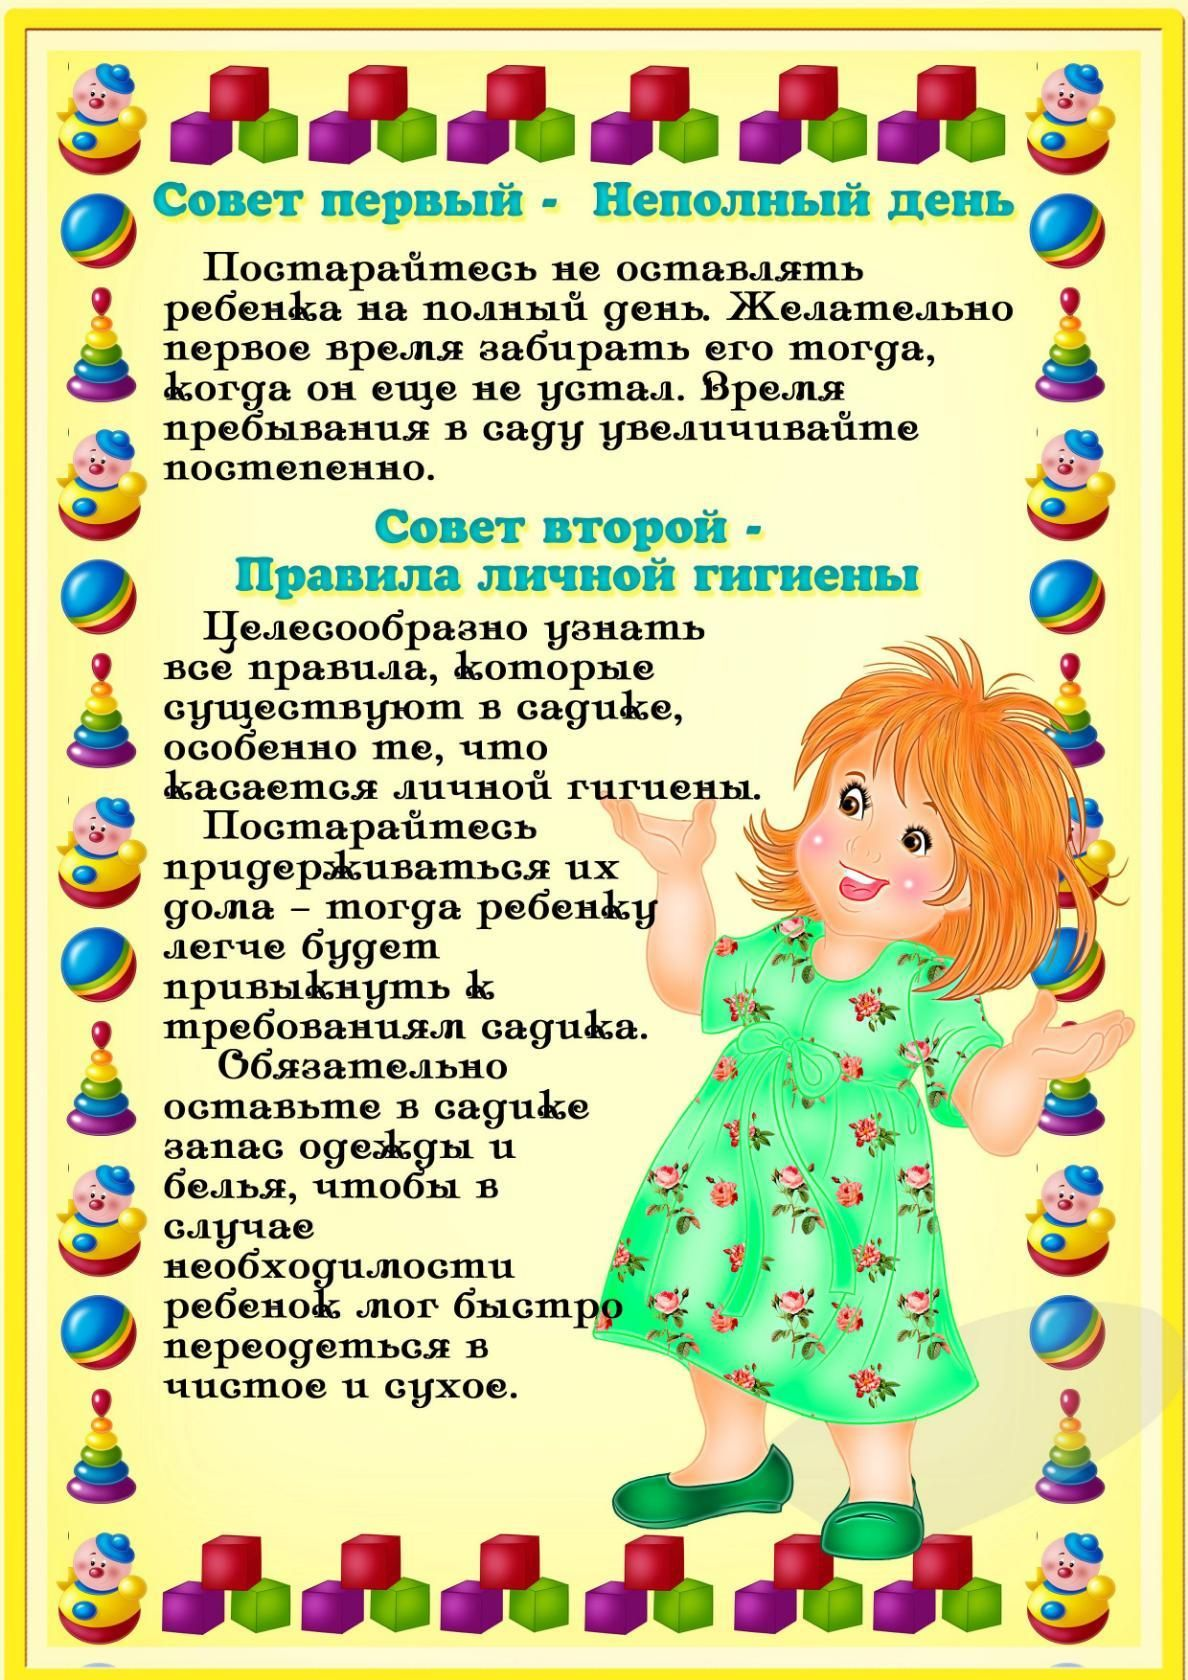 Совет первый - Неполный день
Постарайтесь не оставлять
ребенка на полный день. Желательно
первое время забирать его тогда,
когда он еще не устал. Время
пребывания в саду увеличивайте
постепенно.
Совет второй -
Правила личной гигиены
Целесообразно узнать
все правила, которые
существуют в садике,
особенно те, что
касается личной гигиены.
Постарайтесь
придерживаться их
дома – тогда ребенку
легче будет
привыкнуть к
требованиям садика.
Обязательно
оставьте в садике
запас одежды и
белья, чтобы в
случае
необходимости
ребенок мог быстро
переодеться в
чистое и сухое.